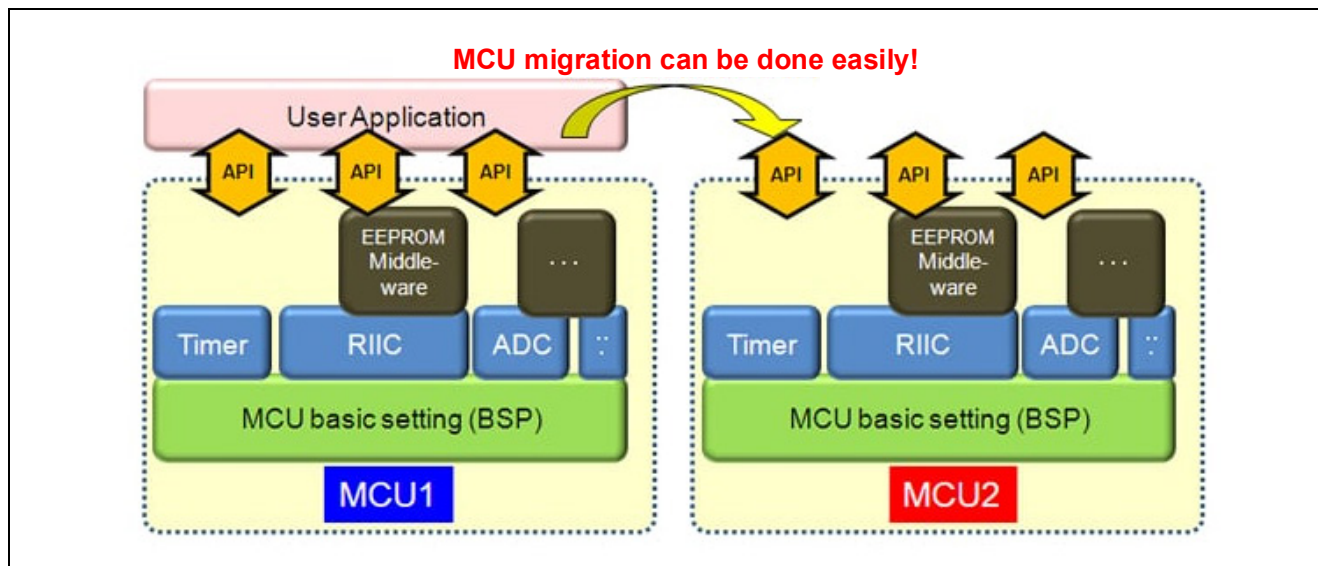 MCU migration can be done easily!
User Application
API
API
API
API
API
API
EEPROM
Middle-
ware
...
EEPROM
Middle-
ware
...
Timer
RIIC
ADC
Timer
RIIC
ADC
MCU basic setting (BSP)
MCU basic setting (BSP)
MCU1
MCU2